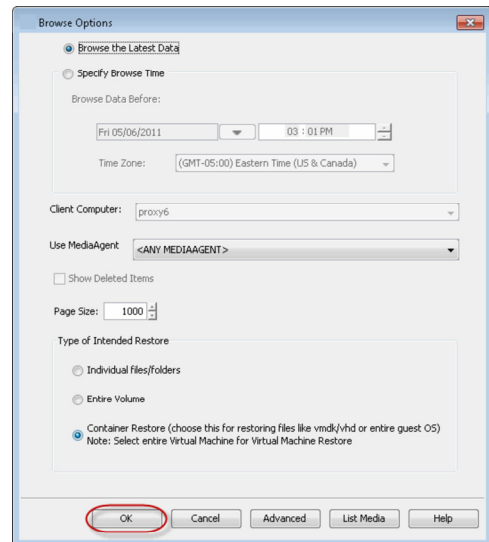 Browse Options
Browse the Latest Data
Specify Browse Time
Browse Data Before:
Fri 05/06/2011
03 : 01 PM
Time Zone:
(GMT-05:00) Eastern Time (US & Canada)
Client Computer:
proxy6
Use MediaAgent
<ANY MEDIAAGENT>
Show Deleted Items
Page Size:
1000
Type of Intended Restore
Individual files/folders
Entire Volume
Container Restore (choose this for restoring files like vmdk/vhd or entire guest OS)
Note: Select entire Virtual Machine for Virtual Machine Restore
OK
Cancel
Advanced
List Media
Help